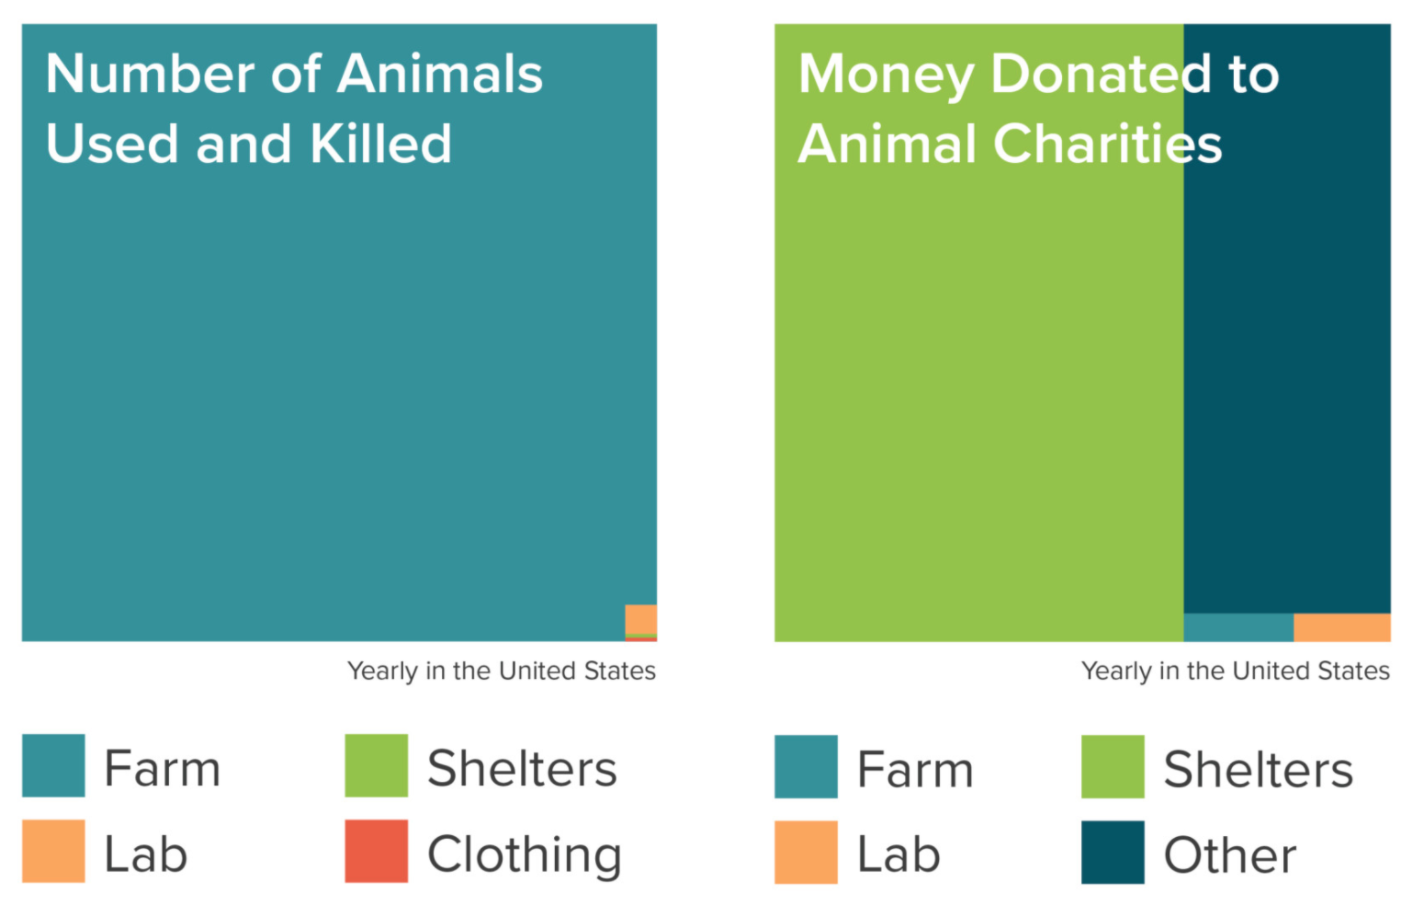 Number of Animals
Used and Killed
Yearly in the United States
Farm
Shelters
Lab
Clothing
Money Donated to
Animal Charities
Yearly in the United States
Farm
Shelters
Lab
Other